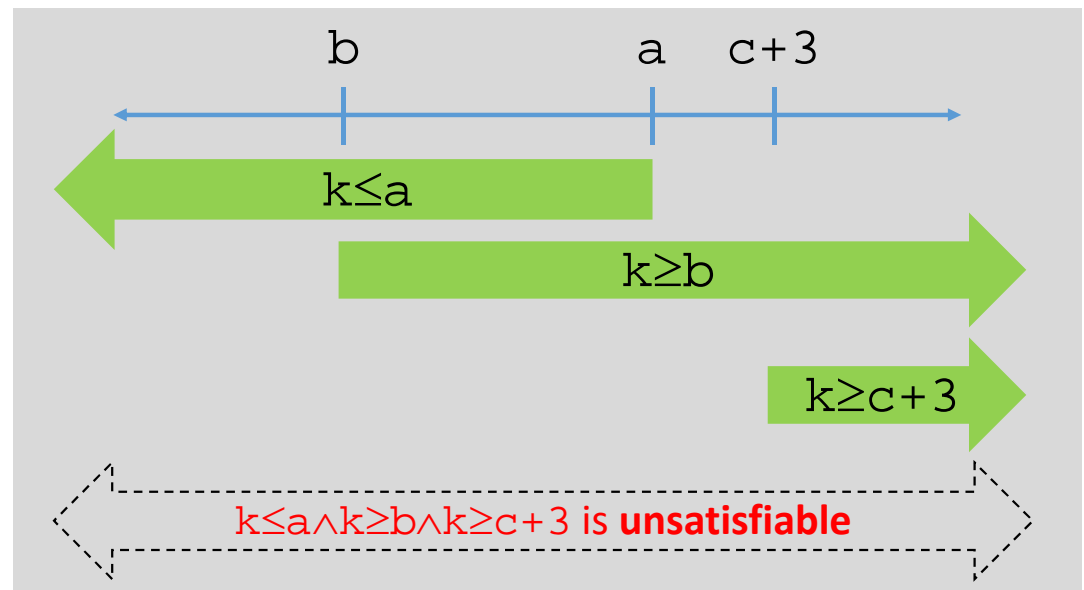 b a c+3
k≤a
k≥b
k≥c+3
k≤a∧k≥b∧k≥c+3 is unsatisfiable